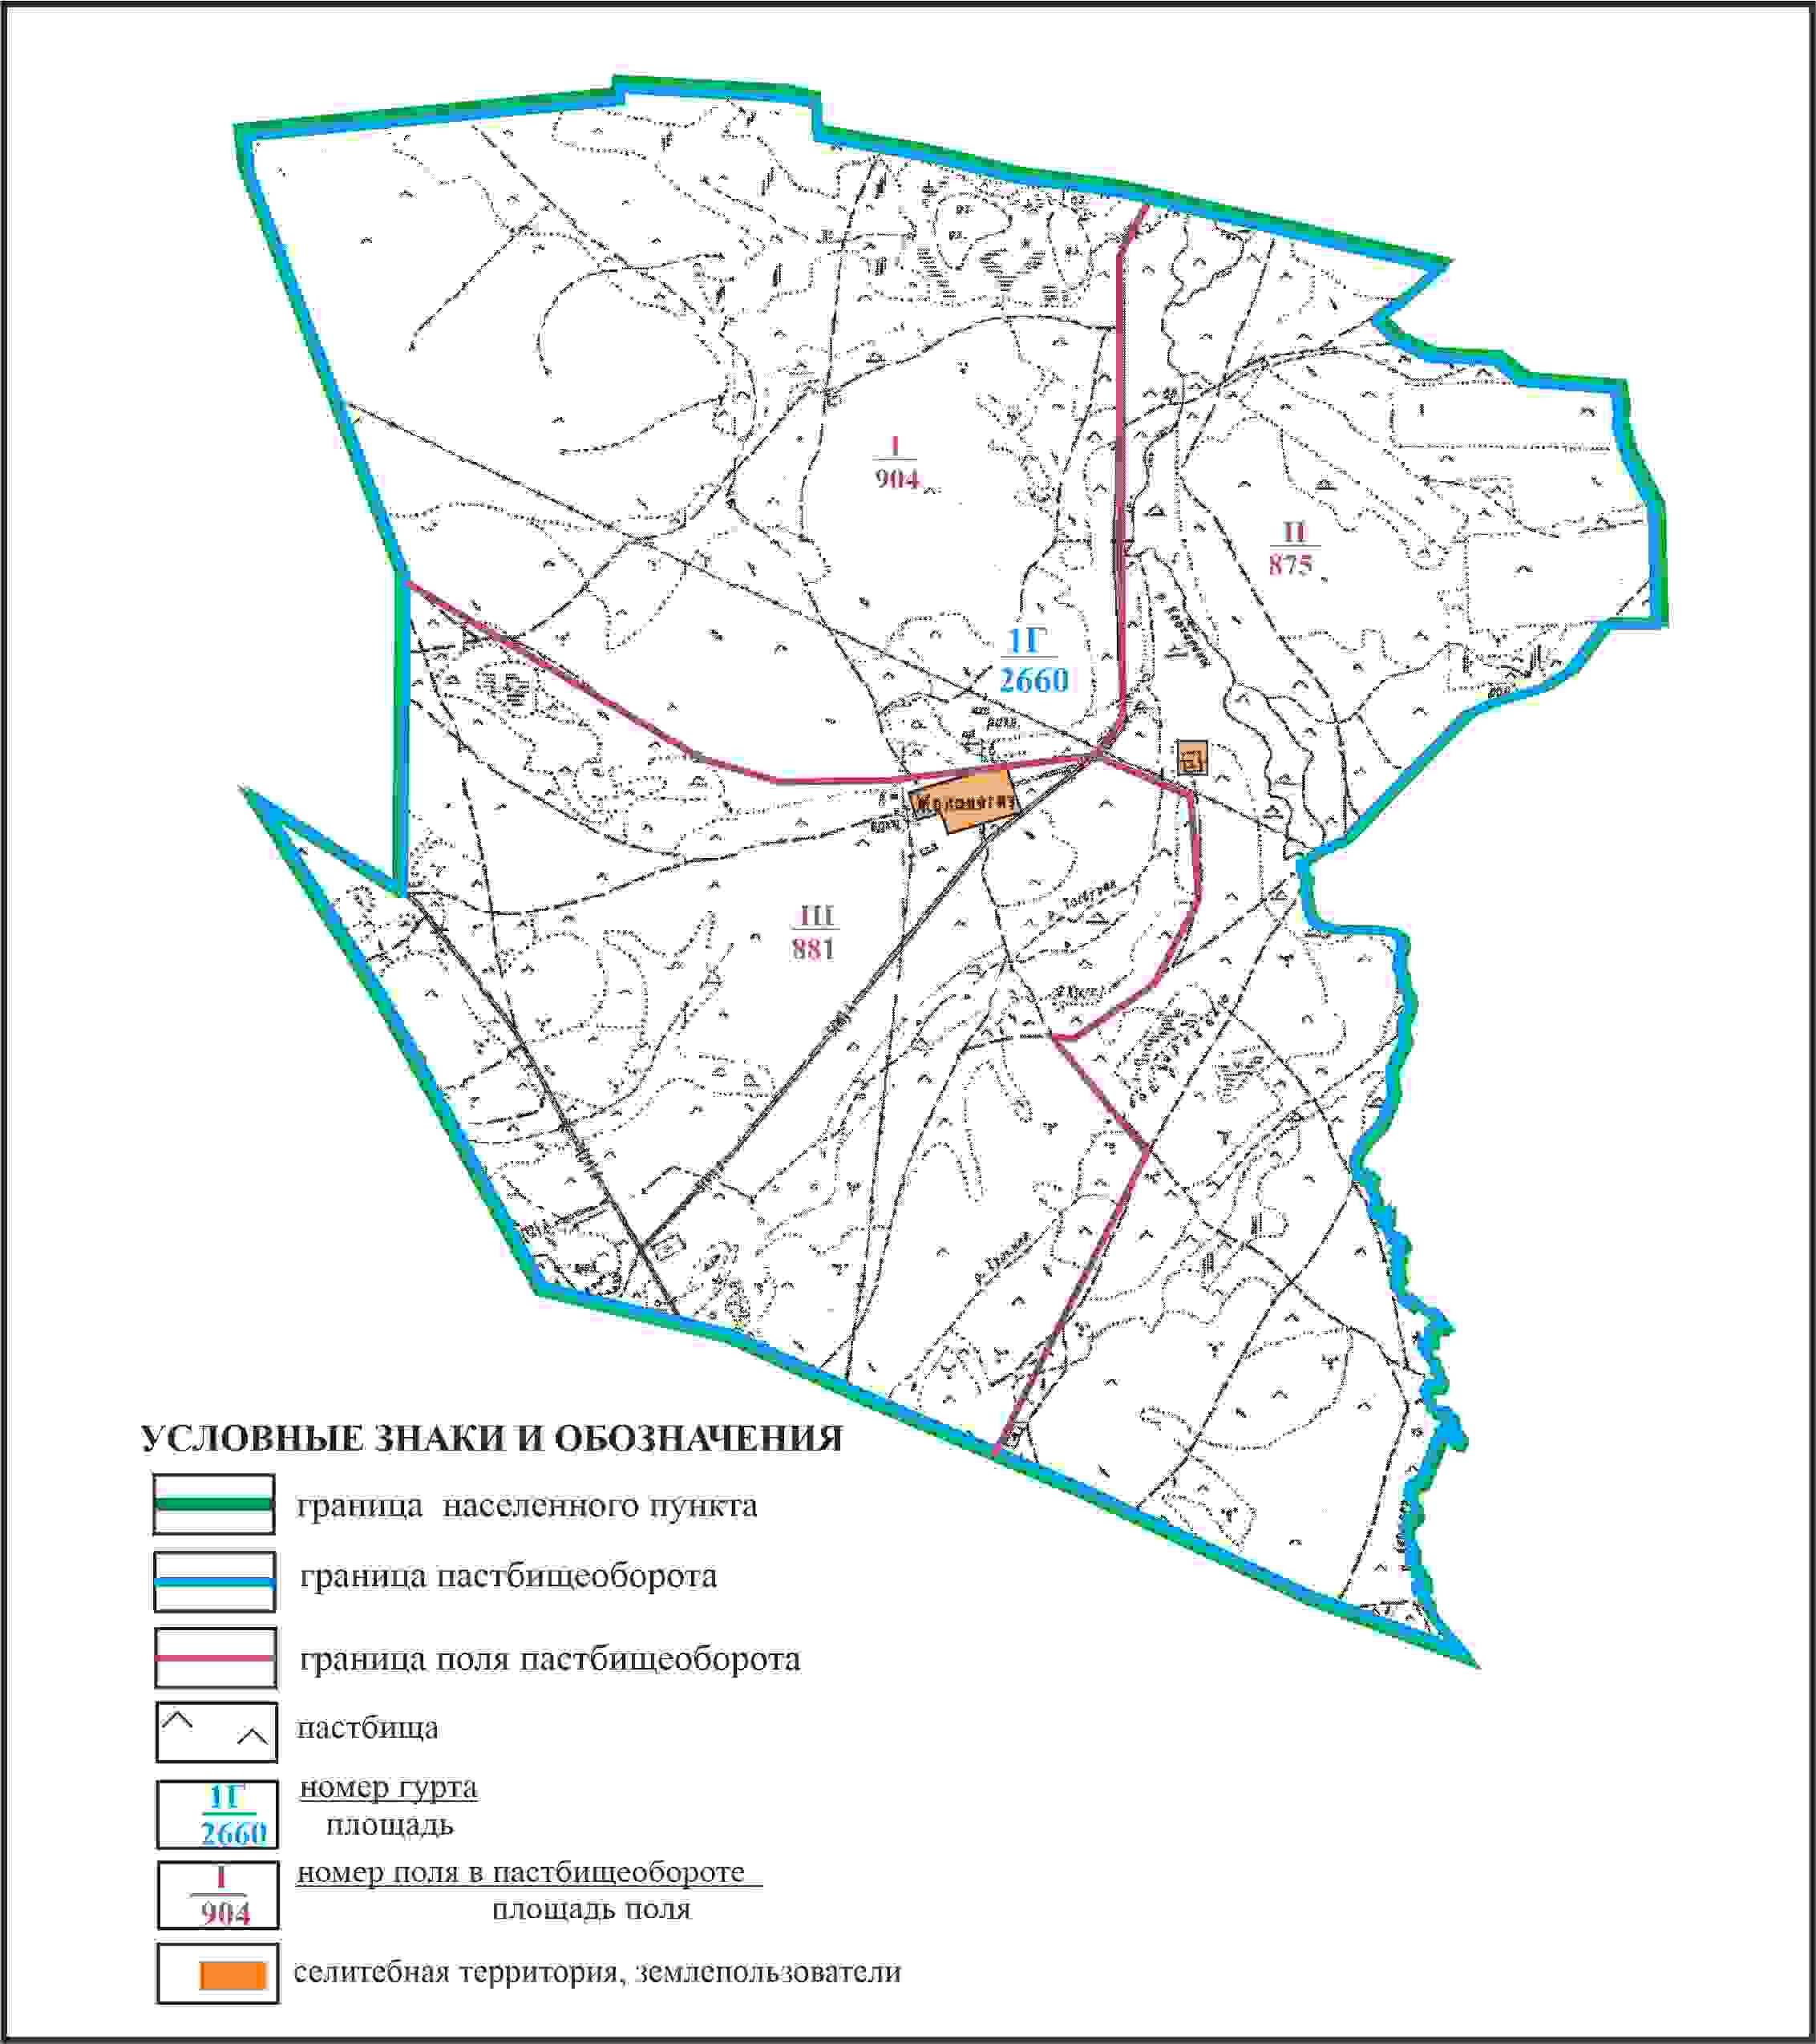 I
904
II
875
1Г
2660
III
881
УСЛОВНЫЕ ЗНАКИ И ОБОЗНАЧЕНИЯ
граница населенного пункта
граница пастбищеоборота
граница поля пастбищеоборота
пастбища
1Г
2660
номер гурта
площадь
I
904
номер поля в пастбищеобороте
площадь поля
селитебная территория, землепользователи